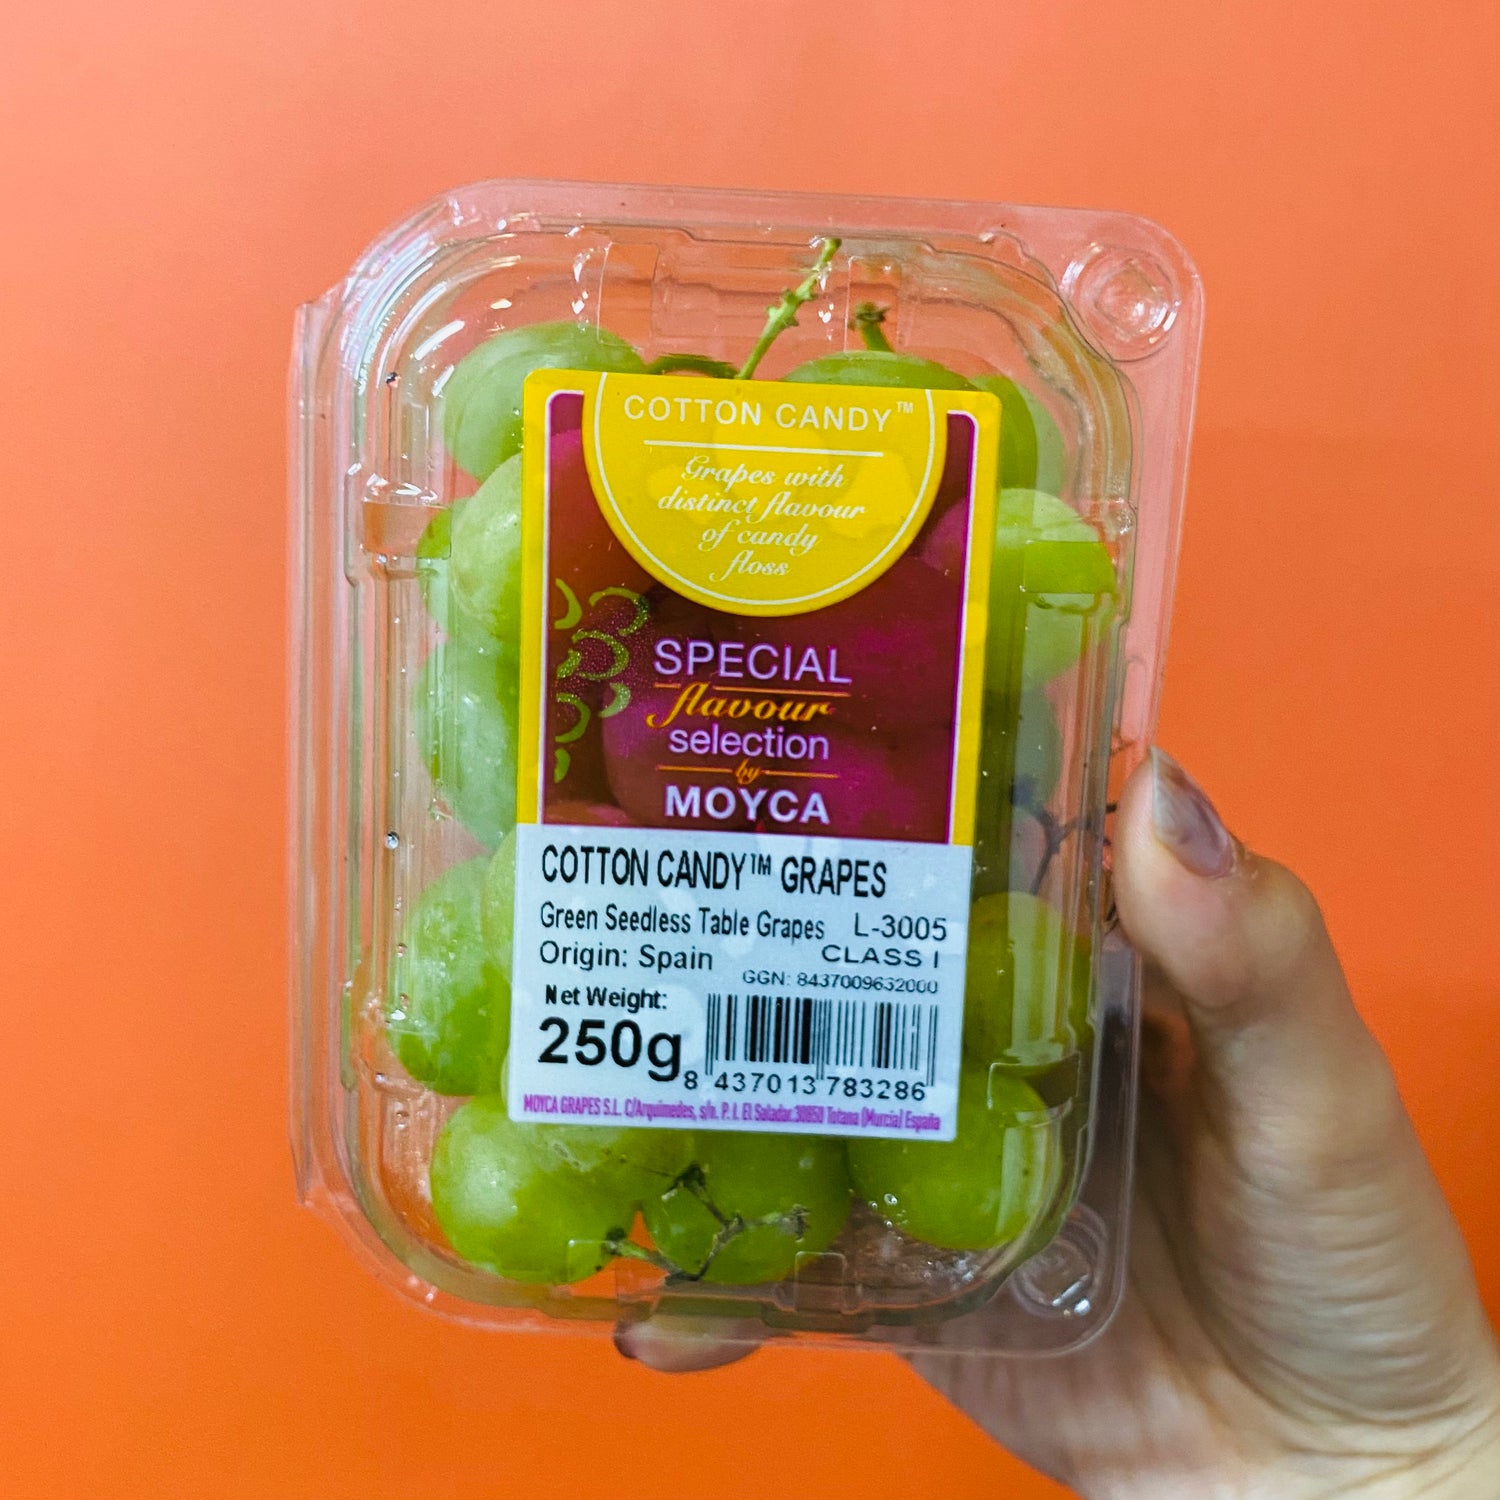 COTTON CANDY™
Grapes with
distinct flavour
of candy
floss
SPECIAL
flavour
selection
by
MOYCA
COTTON CANDY™ GRAPES
Green Seedless Table Grapes L-3005
Origin: Spain CLASS I
GGN: 8437009632000
Net Weight:
250g
8 437013 783286
MOYCA GRAPES S.L. C/Arquimedes, s/n. P. I. El Saladar.30850 Totana (Murcia) España